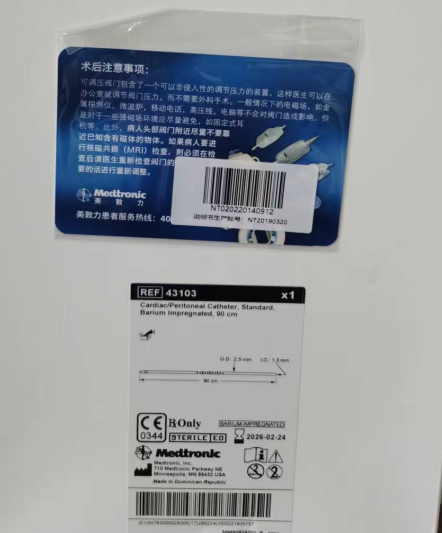 术后注意事项：
可调压阀门包含了一个可以非侵入性的调节压力的装置，这样医生可以在
办公室就调节阀门压力，而不需要外科手术。一般情况下的电磁场，如金
属探测仪，微波炉，移动电话，高压线，电脑等不会对阀门造成影响，但
是对于一些强磁场环境应尽量避免，如固定式耳
机等。此外，病人头部阀门附近尽量不要靠
近已知含有磁体的物体。如果病人要进
行核磁共振（MRI）检查，则必须在检
查后请医生重新检查阀门的
要的话进行重新调整。
NT020220140912
说明书生产批号：NT20190320
Medtronic
美敦力
美敦力患者服务热线：40
REF 43103 x1
Cardiac/Peritoneal Catheter, Standard,
Barium Impregnated, 90 cm
O.D. 2.5 mm I.D. 1.3 mm
90 cm
CE ROnly BARIUM-IMPREGNATED
0344 STERILE EO 2026-02-24
Medtronic
Medtronic, Inc.
710 Medtronic Parkway NE
Minneapolis, MN 55432 USA
Made in Dominican Republic